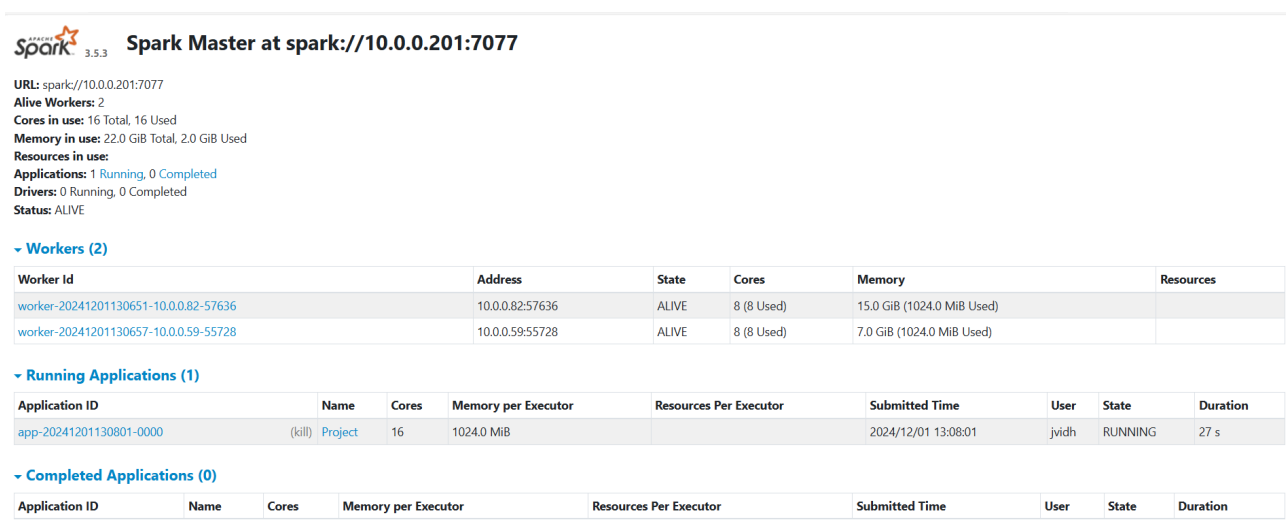 APACHE
Spark 3.5.3 Spark Master at spark://10.0.0.201:7077
URL: spark://10.0.0.201:7077
Alive Workers: 2
Cores in use: 16 Total, 16 Used
Memory in use: 22.0 GiB Total, 2.0 GiB Used
Resources in use:
Applications: 1 Running, 0 Completed
Drivers: 0 Running, 0 Completed
Status: ALIVE
Workers (2)
Worker Id Address State Cores Memory Resources
worker-20241201130651-10.0.0.82-57636 10.0.0.82:57636 ALIVE 8 (8 Used) 15.0 GiB (1024.0 MiB Used)
worker-20241201130657-10.0.0.59-55728 10.0.0.59:55728 ALIVE 8 (8 Used) 7.0 GiB (1024.0 MiB Used)
Running Applications (1)
Application ID Name Cores Memory per Executor Resources Per Executor Submitted Time User State Duration
app-20241201130801-0000 (kill) Project 16 1024.0 MiB 2024/12/01 13:08:01 jvidh RUNNING 27 s
Completed Applications (0)
Application ID Name Cores Memory per Executor Resources Per Executor Submitted Time User State Duration